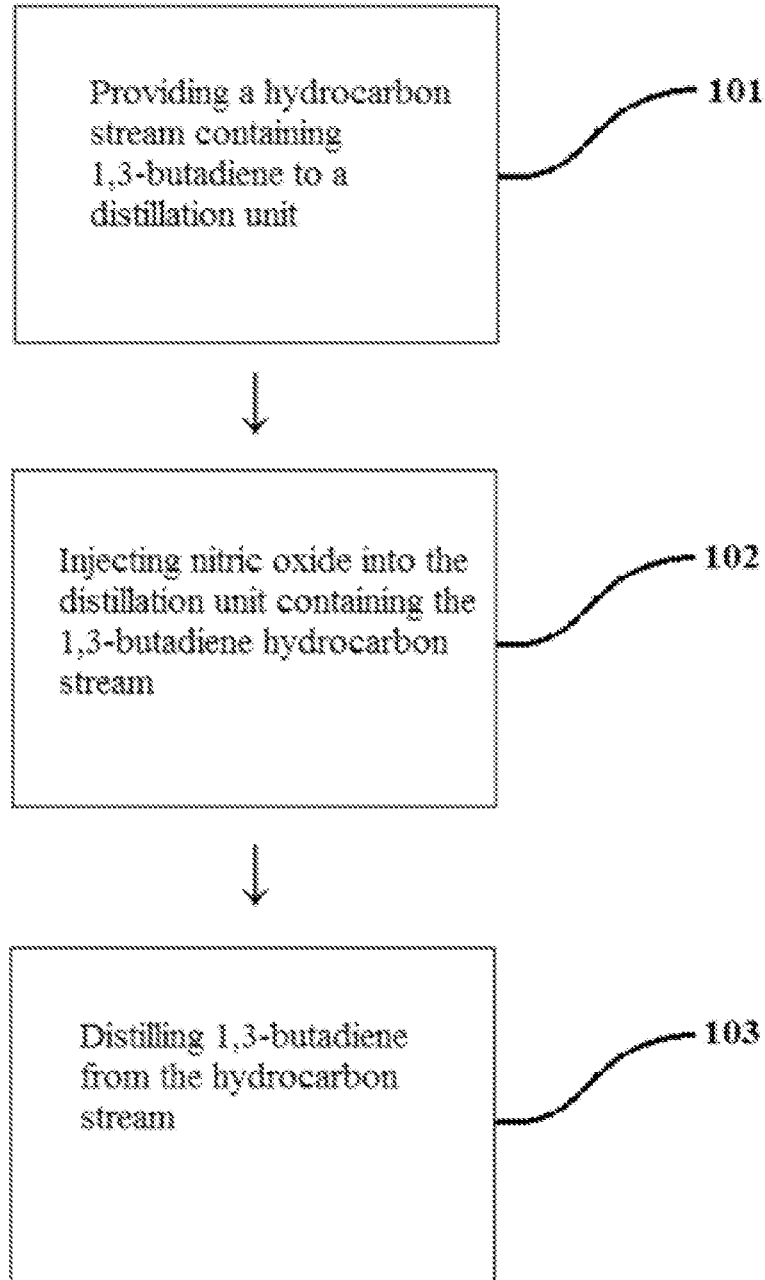 Providing a hydrocarbon
stream containing
1,3-butadiene to a
distillation unit
101
Injecting nitric oxide into the
distillation unit containing the
1,3-butadiene hydrocarbon
stream
102
Distilling 1,3-butadiene
from the hydrocarbon
stream
103